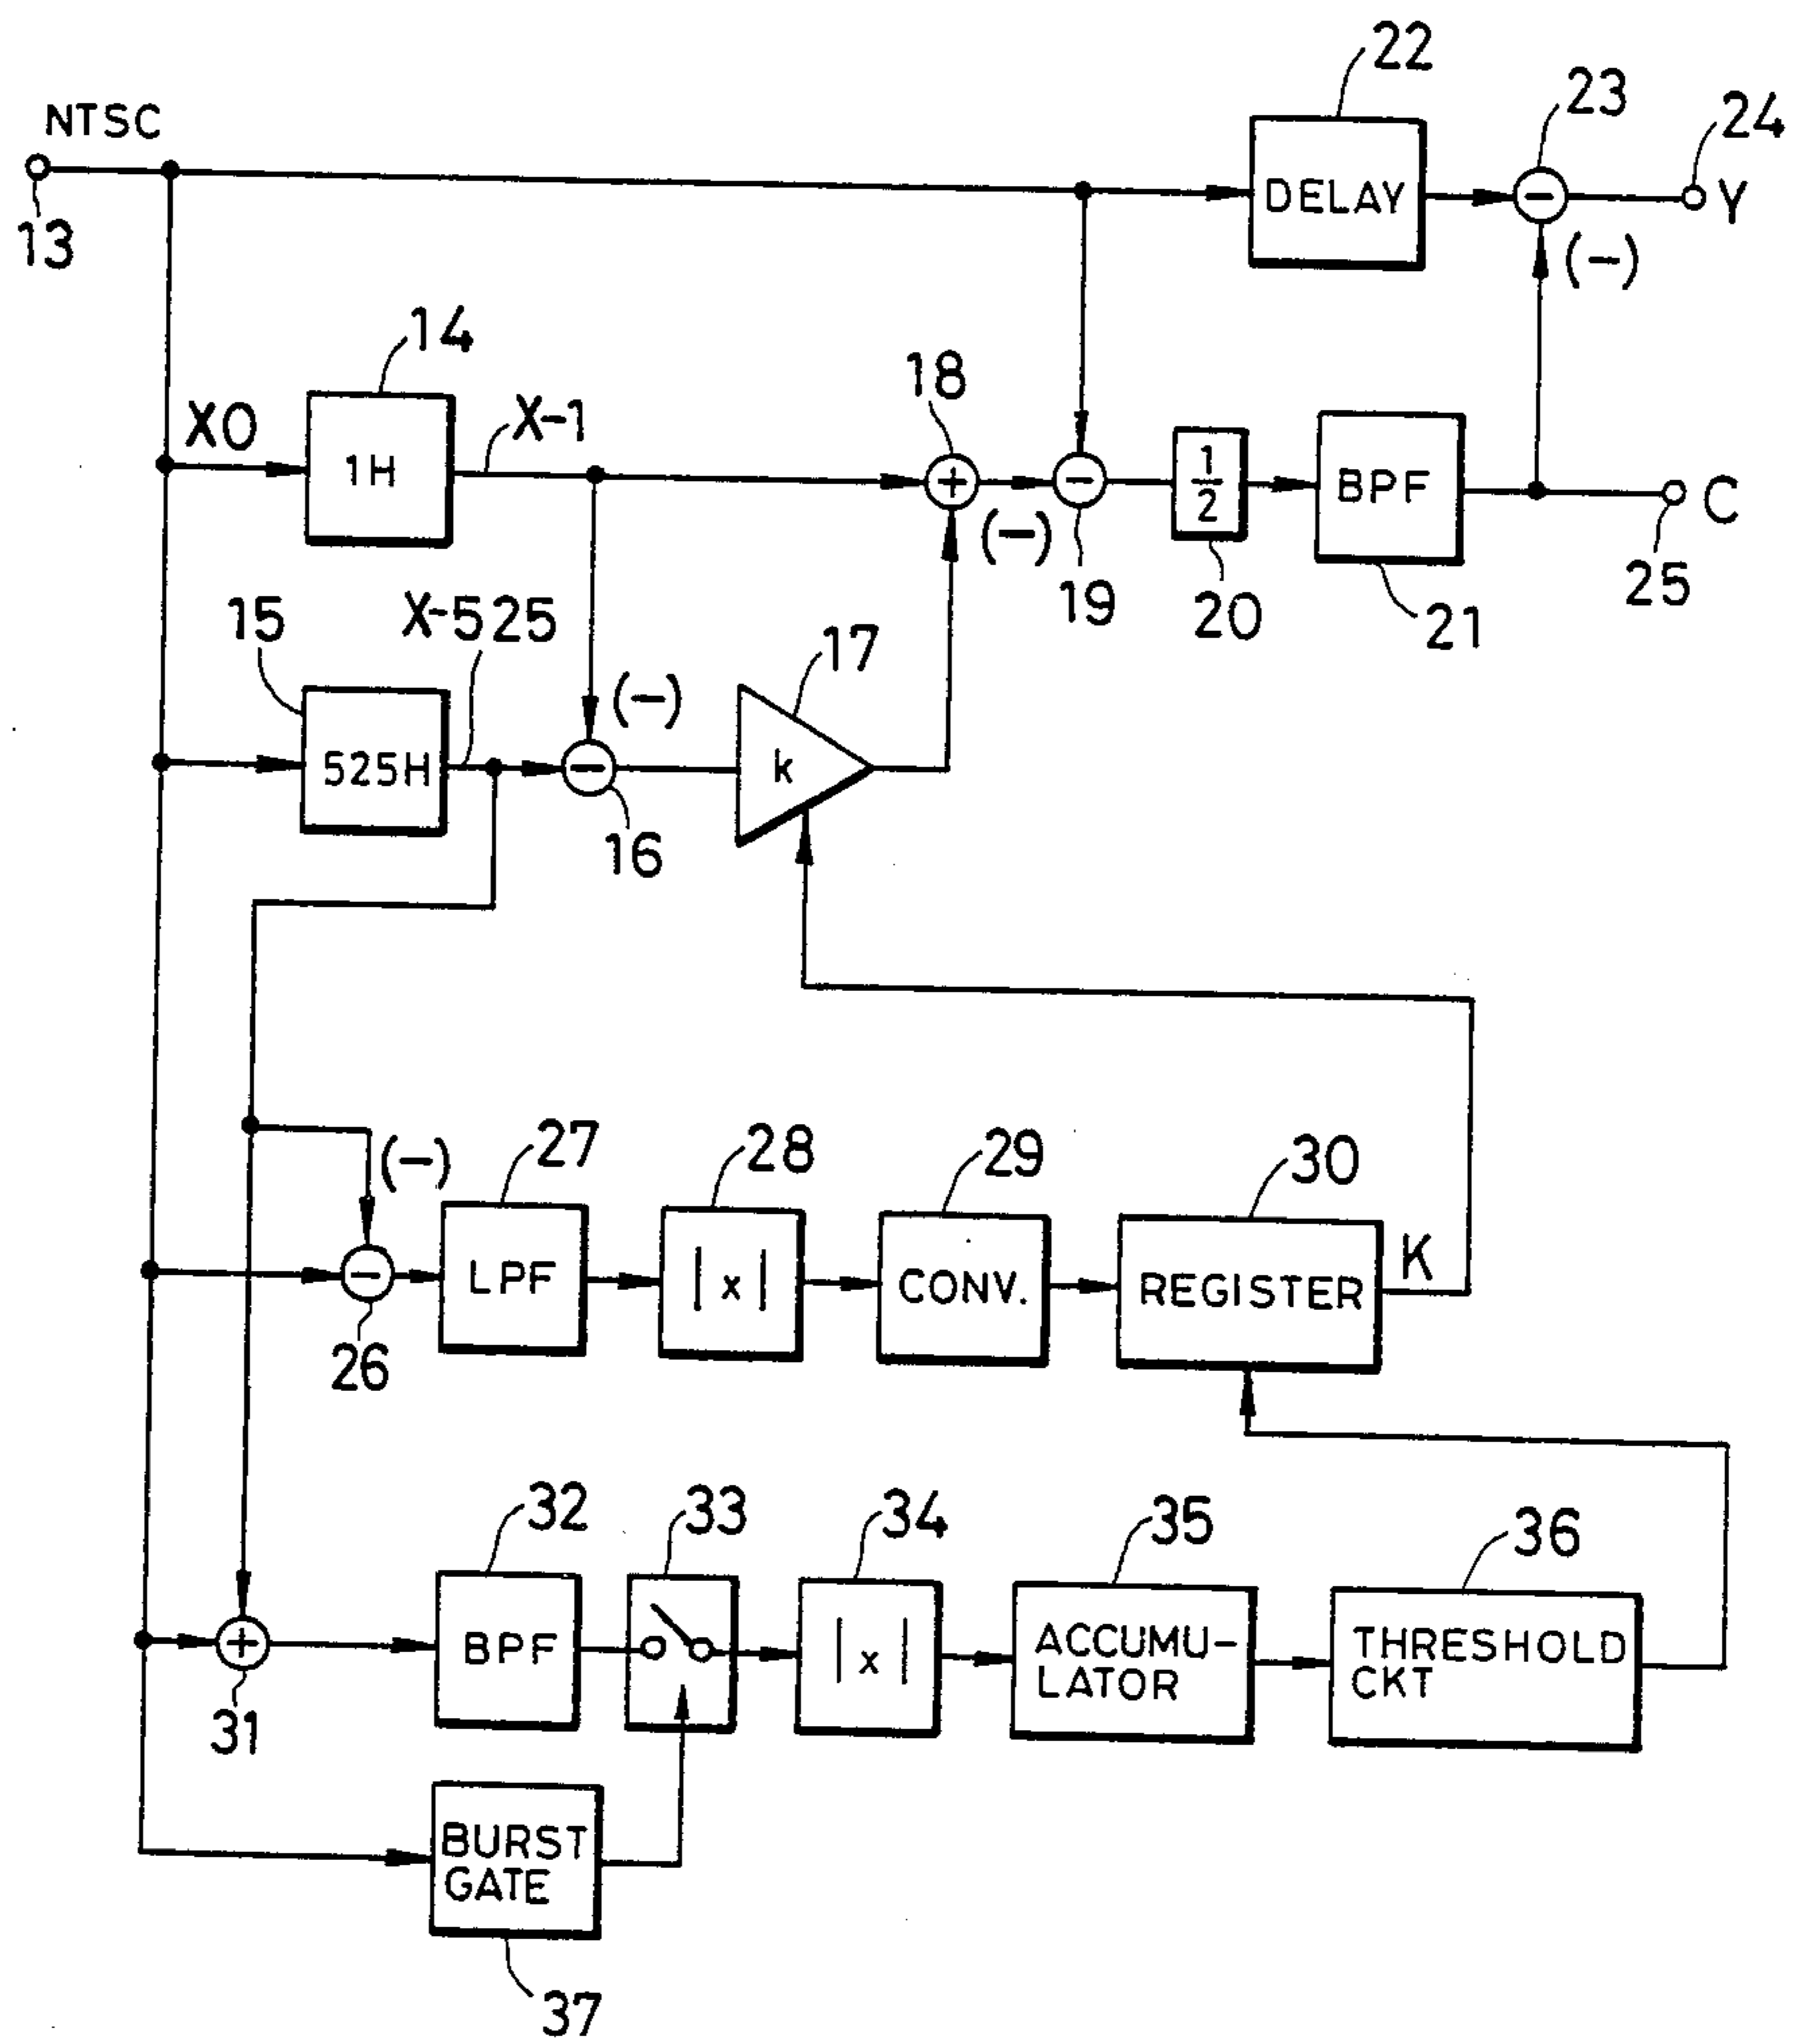 22
23
24
NTSC
DELAY
−
Y
13
(−)
14
18
X0
X-1
1H
+
(−)
−
1/2
BPF
C
19
20
21
25
15
X-525
17
(−)
525H
−
k
16
27
28
29
30
(−)
K
−
LPF
|x|
CONV.
REGISTER
26
32
33
34
35
36
+
BPF
|x|
ACCUMU-
LATOR
THRESHOLD
CKT
31
BURST
GATE
37